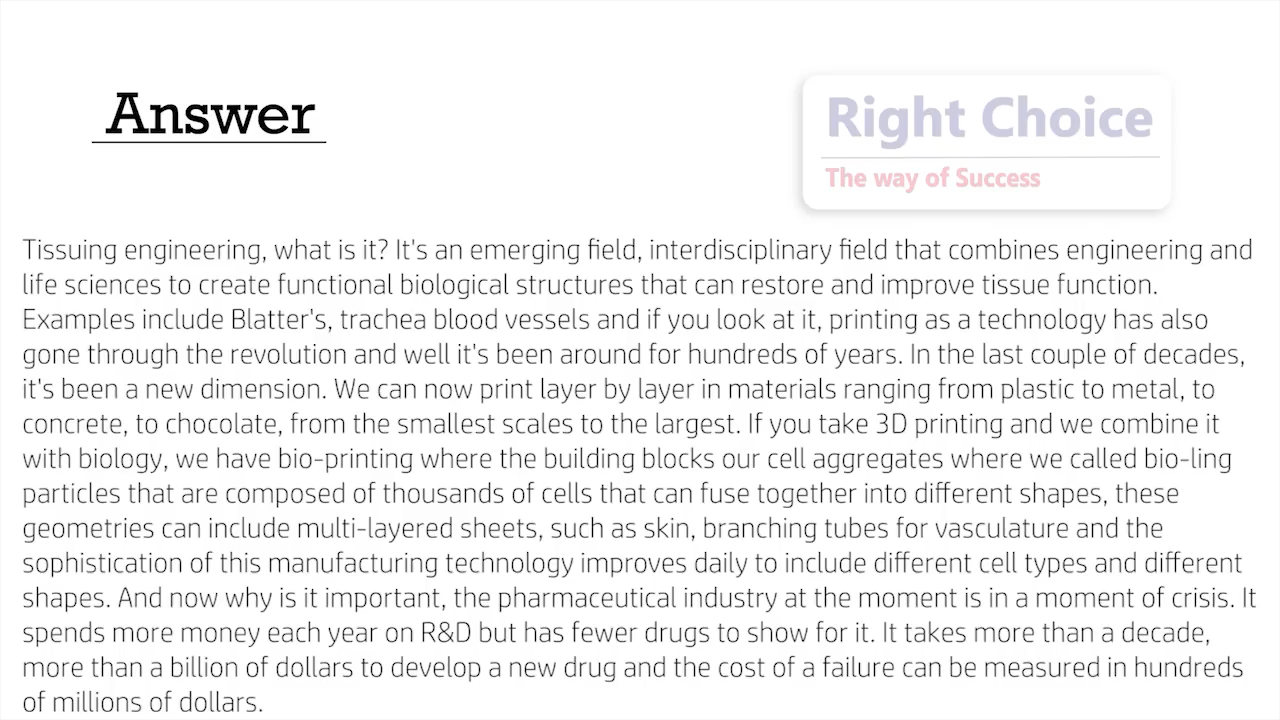 Answer
Right Choice
The way of Success
Tissuing engineering, what is it? It's an emerging field, interdisciplinary field that combines engineering and
life sciences to create functional biological structures that can restore and improve tissue function.
Examples include Blatter's, trachea blood vessels and if you look at it, printing as a technology has also
gone through the revolution and well it's been around for hundreds of years. In the last couple of decades,
it's been a new dimension. We can now print layer by layer in materials ranging from plastic to metal, to
concrete, to chocolate, from the smallest scales to the largest. If you take 3D printing and we combine it
with biology, we have bio-printing where the building blocks our cell aggregates where we called bio-ling
particles that are composed of thousands of cells that can fuse together into different shapes, these
geometries can include multi-layered sheets, such as skin, branching tubes for vasculature and the
sophistication of this manufacturing technology improves daily to include different cell types and different
shapes. And now why is it important, the pharmaceutical industry at the moment is in a moment of crisis. It
spends more money each year on R&D but has fewer drugs to show for it. It takes more than a decade,
more than a billion of dollars to develop a new drug and the cost of a failure can be measured in hundreds
of millions of dollars.